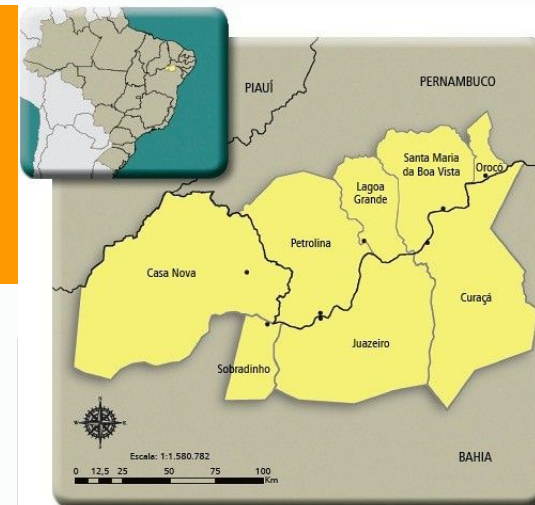 PIAUÍ
PERNAMBUCO
Santa Maria
da Boa Vista
Orocó
Lagoa
Grande
Petrolina
Casa Nova
Curaçá
Juazeiro
Sobradinho
N
Escala: 1:1.580.782
0 12,5 25 50 75 100
Km
BAHIA